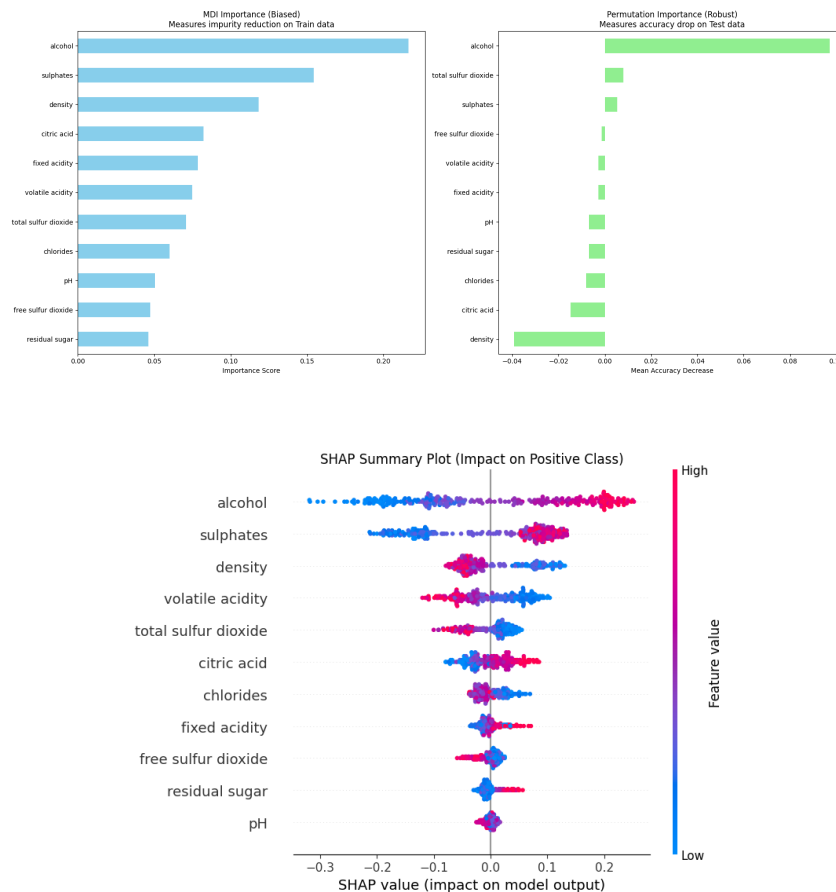 MDI Importance (Biased)
Measures impurity reduction on Train data
alcohol
sulphates
density
citric acid
fixed acidity
volatile acidity
total sulfur dioxide
chlorides
pH
free sulfur dioxide
residual sugar
0.00 0.05 0.10 0.15 0.20
Importance Score
Permutation Importance (Robust)
Measures accuracy drop on Test data
alcohol
total sulfur dioxide
sulphates
free sulfur dioxide
volatile acidity
fixed acidity
pH
residual sugar
chlorides
citric acid
density
−0.04 −0.02 0.00 0.02 0.04 0.06 0.08
Mean Accuracy Decrease
SHAP Summary Plot (Impact on Positive Class)
High
alcohol
sulphates
density
volatile acidity
total sulfur dioxide
citric acid
chlorides
fixed acidity
free sulfur dioxide
residual sugar
pH
Feature value
Low
−0.3 −0.2 −0.1 0.0 0.1 0.2
SHAP value (impact on model output)